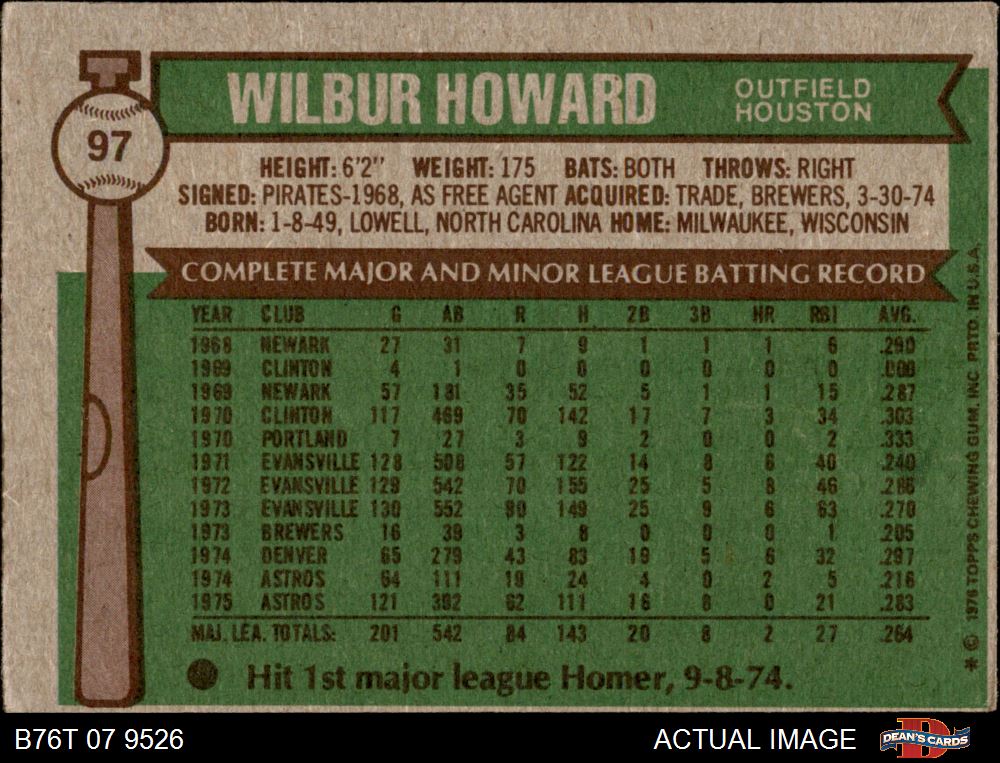 WILBUR HOWARD
OUTFIELD
HOUSTON
97
HEIGHT: 6'2" WEIGHT: 175 BATS: BOTH THROWS: RIGHT
SIGNED: PIRATES-1968, AS FREE AGENT ACQUIRED: TRADE, BREWERS, 3-30-74
BORN: 1-8-49, LOWELL, NORTH CAROLINA HOME: MILWAUKEE, WISCONSIN
COMPLETE MAJOR AND MINOR LEAGUE BATTING RECORD
YEAR CLUB G AB R H 2B 3B HR RBI AVG.
1968 NEWARK 27 31 7 9 1 1 1 6 .290
1969 CLINTON 4 1 0 0 0 0 0 0 .000
1969 NEWARK 57 181 35 52 5 1 1 15 .287
1970 CLINTON 117 469 70 142 17 7 3 34 .303
1970 PORTLAND 7 27 3 9 2 0 0 2 .333
1971 EVANSVILLE 128 508 57 122 14 8 6 40 .240
1972 EVANSVILLE 129 542 70 155 25 5 8 46 .286
1973 EVANSVILLE 130 552 90 149 25 9 6 63 .270
1973 BREWERS 16 39 3 8 0 0 0 1 .205
1974 DENVER 65 279 43 83 19 5 6 32 .297
1974 ASTROS 64 111 19 24 4 0 2 5 .216
1975 ASTROS 121 392 62 111 16 8 0 21 .283
MAJ. LEA. TOTALS: 201 542 84 143 20 8 2 27 .264
Hit 1st major league Homer, 9-8-74.
* © 1976 TOPPS CHEWING GUM, INC. PRTD. IN U.S.A.
B76T 07 9526
ACTUAL IMAGE
D
DEAN'S CARDS